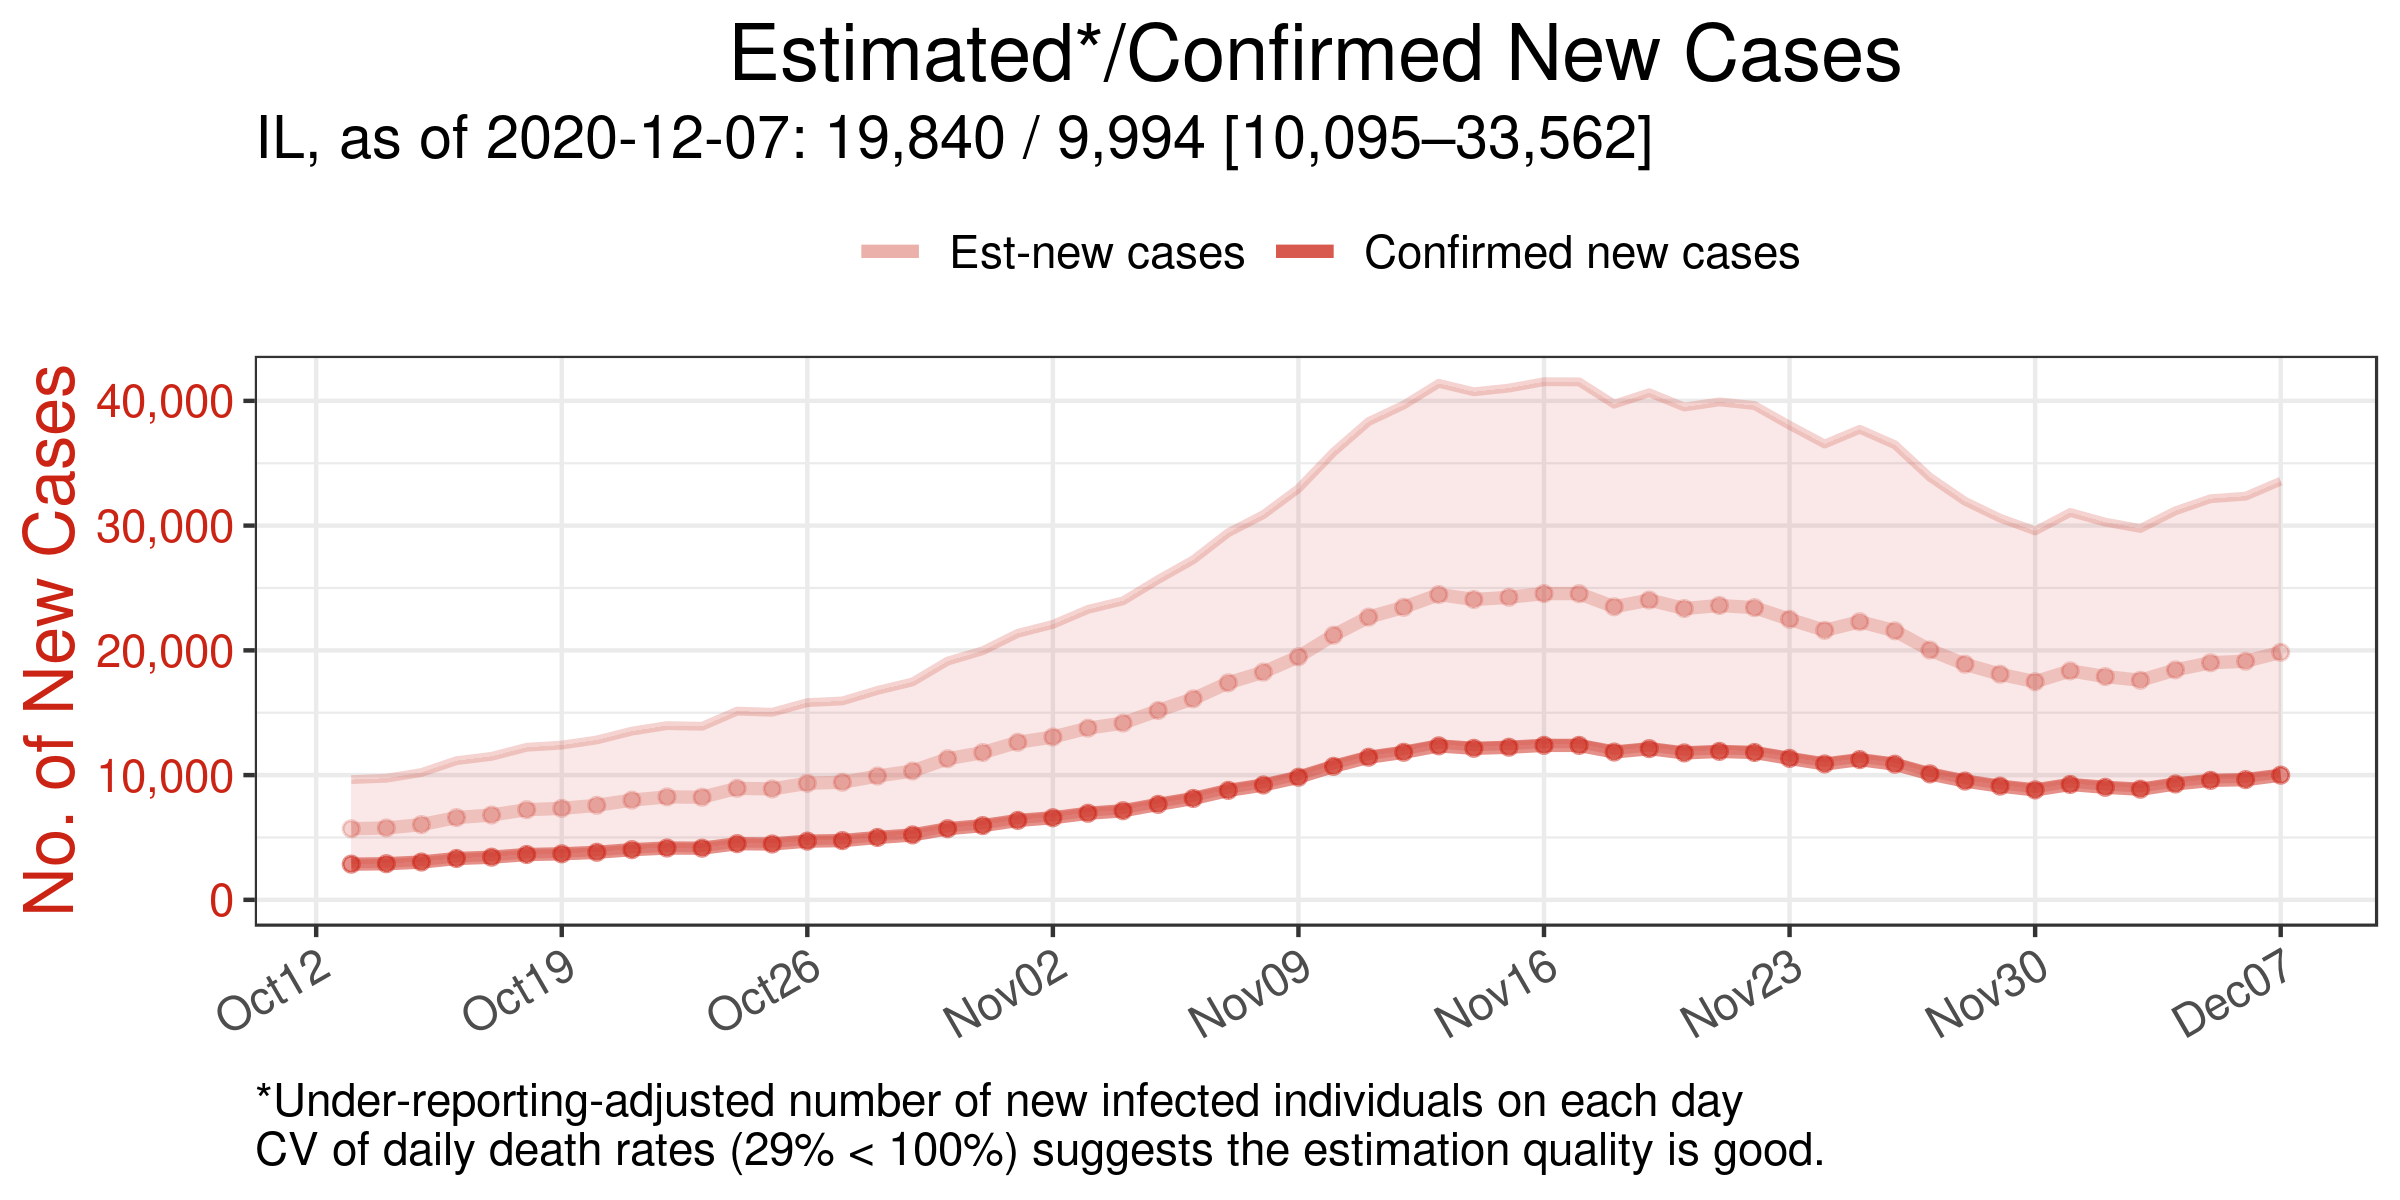 Estimated*/Confirmed New Cases
IL, as of 2020-12-07: 19,840 / 9,994 [10,095–33,562]
Est-new cases
Confirmed new cases
No. of New Cases
40,000
30,000
20,000
10,000
0
Oct12
Oct19
Oct26
Nov02
Nov09
Nov16
Nov23
Nov30
Dec07
*Under-reporting-adjusted number of new infected individuals on each day
CV of daily death rates (29% < 100%) suggests the estimation quality is good.